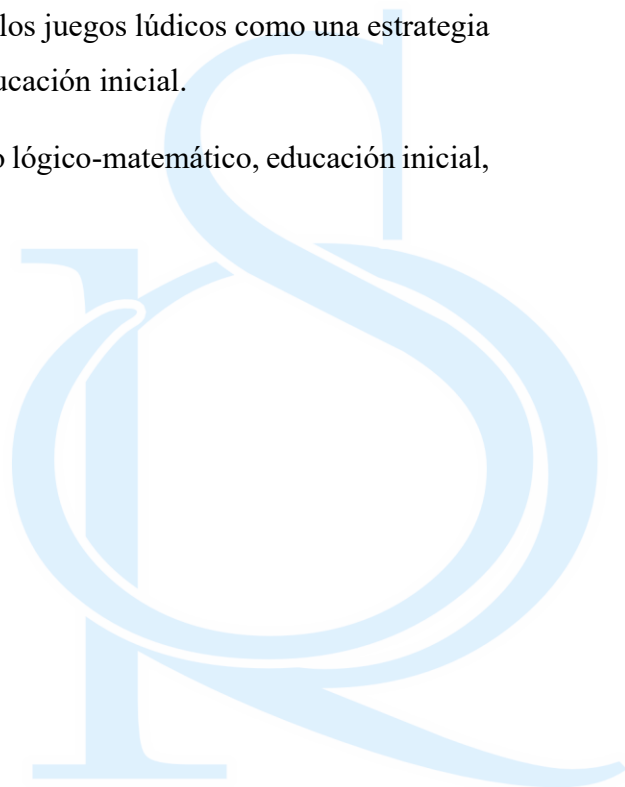 los juegos lúdicos como una estrategia
ucación inicial.
o lógico-matemático, educación inicial,